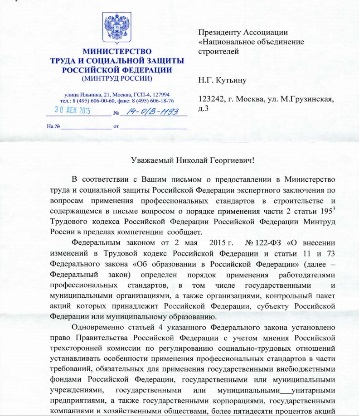 МИНИСТЕРСТВО
ТРУДА И СОЦИАЛЬНОЙ ЗАЩИТЫ
РОССИЙСКОЙ ФЕДЕРАЦИИ
(МИНТРУД РОССИИ)
улица Ильинка, 21, Москва, ГСП-4, 127994
тел.: 8 (495) 606-00-60, факс: 8 (495) 606-18-76
30 ДЕК 2015 № 14-0/В-1193
На № от
Президенту Ассоциации
«Национальное объединение
строителей
Н.Г. Кутьину
123242, г. Москва, ул. М.Грузинская,
д.3
Уважаемый Николай Георгиевич!
В соответствии с Вашим письмом о предоставлении в Министерство
труда и социальной защиты Российской Федерации экспертного заключения по
вопросам применения профессиональных стандартов в строительстве и
содержащемся в письме вопросом о порядке применения части 2 статьи 195³
Трудового кодекса Российской Федерации Российской Федерации Минтруд
России в пределах компетенции сообщает.
Федеральным законом от 2 мая 2015 г. № 122-ФЗ «О внесении
изменений в Трудовой кодекс Российской Федерации и статьи 11 и 73
Федерального закона «Об образовании в Российской Федерации» (далее –
Федеральный закон) определен порядок применения работодателями
профессиональных стандартов, в том числе государственными и
муниципальными организациями, а также организациями, контрольный пакет
акций которых принадлежит Российской Федерации, субъекту Российской
Федерации или муниципальному образованию.
Одновременно статьей 4 указанного Федерального закона установлено
право Правительства Российской Федерации с учетом мнения Российской
трехсторонней комиссии по регулированию социально-трудовых отношений
устанавливать особенности применения профессиональных стандартов в части
требований, обязательных для применения государственными внебюджетными
фондами Российской Федерации, государственными или муниципальными
учреждениями, государственными или муниципальными унитарными
предприятиями, а также государственными корпорациями, государственными
компаниями и хозяйственными обществами, более пятидесяти процентов акций